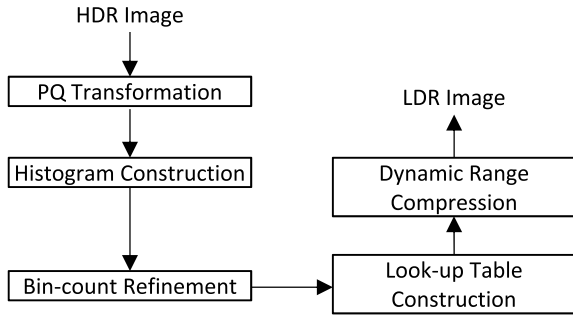 HDR Image
PQ Transformation
Histogram Construction
Bin-count Refinement
Look-up Table
Construction
Dynamic Range
Compression
LDR Image